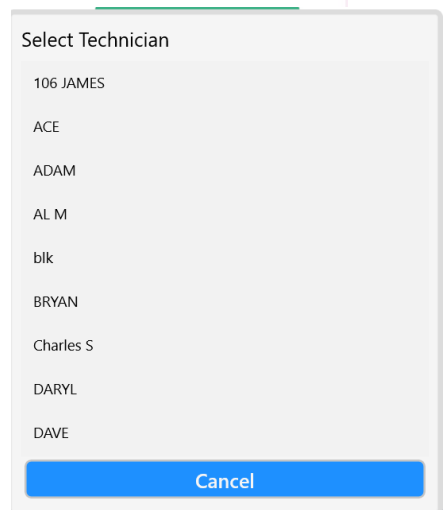 Select Technician
106 JAMES
ACE
ADAM
AL M
blk
BRYAN
Charles S
DARYL
DAVE
Cancel